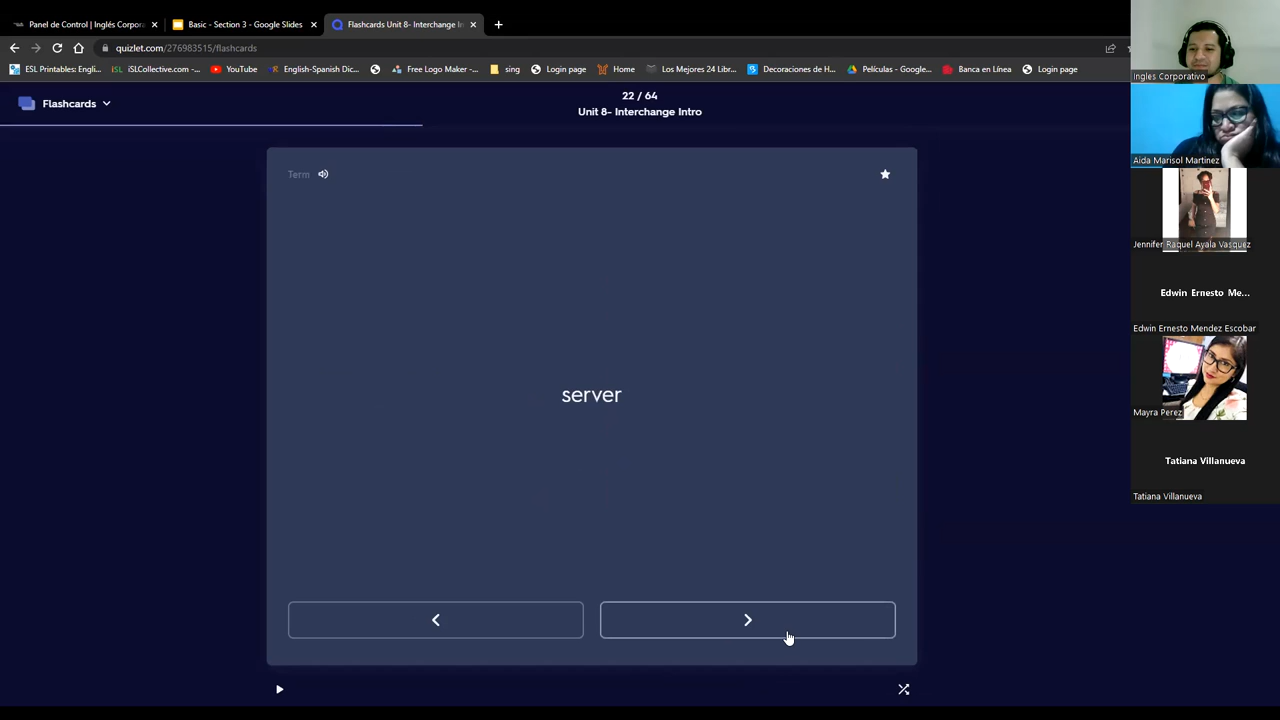 Panel de Control | Inglés Corpora
Basic - Section 3 - Google Slides
Flashcards Unit 8- Interchange In
quizlet.com/276983515/flashcards
ESL Printables: Engli...
iSLCollective.com -...
YouTube
English-Spanish Dic...
Free Logo Maker -...
sing
Login page
Home
Los Mejores 24 Libr...
Decoraciones de H...
Películas - Google...
Banca en Línea
Login page
Flashcards
22 / 64
Unit 8- Interchange Intro
Term
server
Ingles Corporativo
Aida Marisol Martinez
Jennifer Raquel Ayala Vasquez
Edwin Ernesto Me...
Edwin Ernesto Mendez Escobar
Mayra Perez
Tatiana Villanueva
Tatiana Villanueva